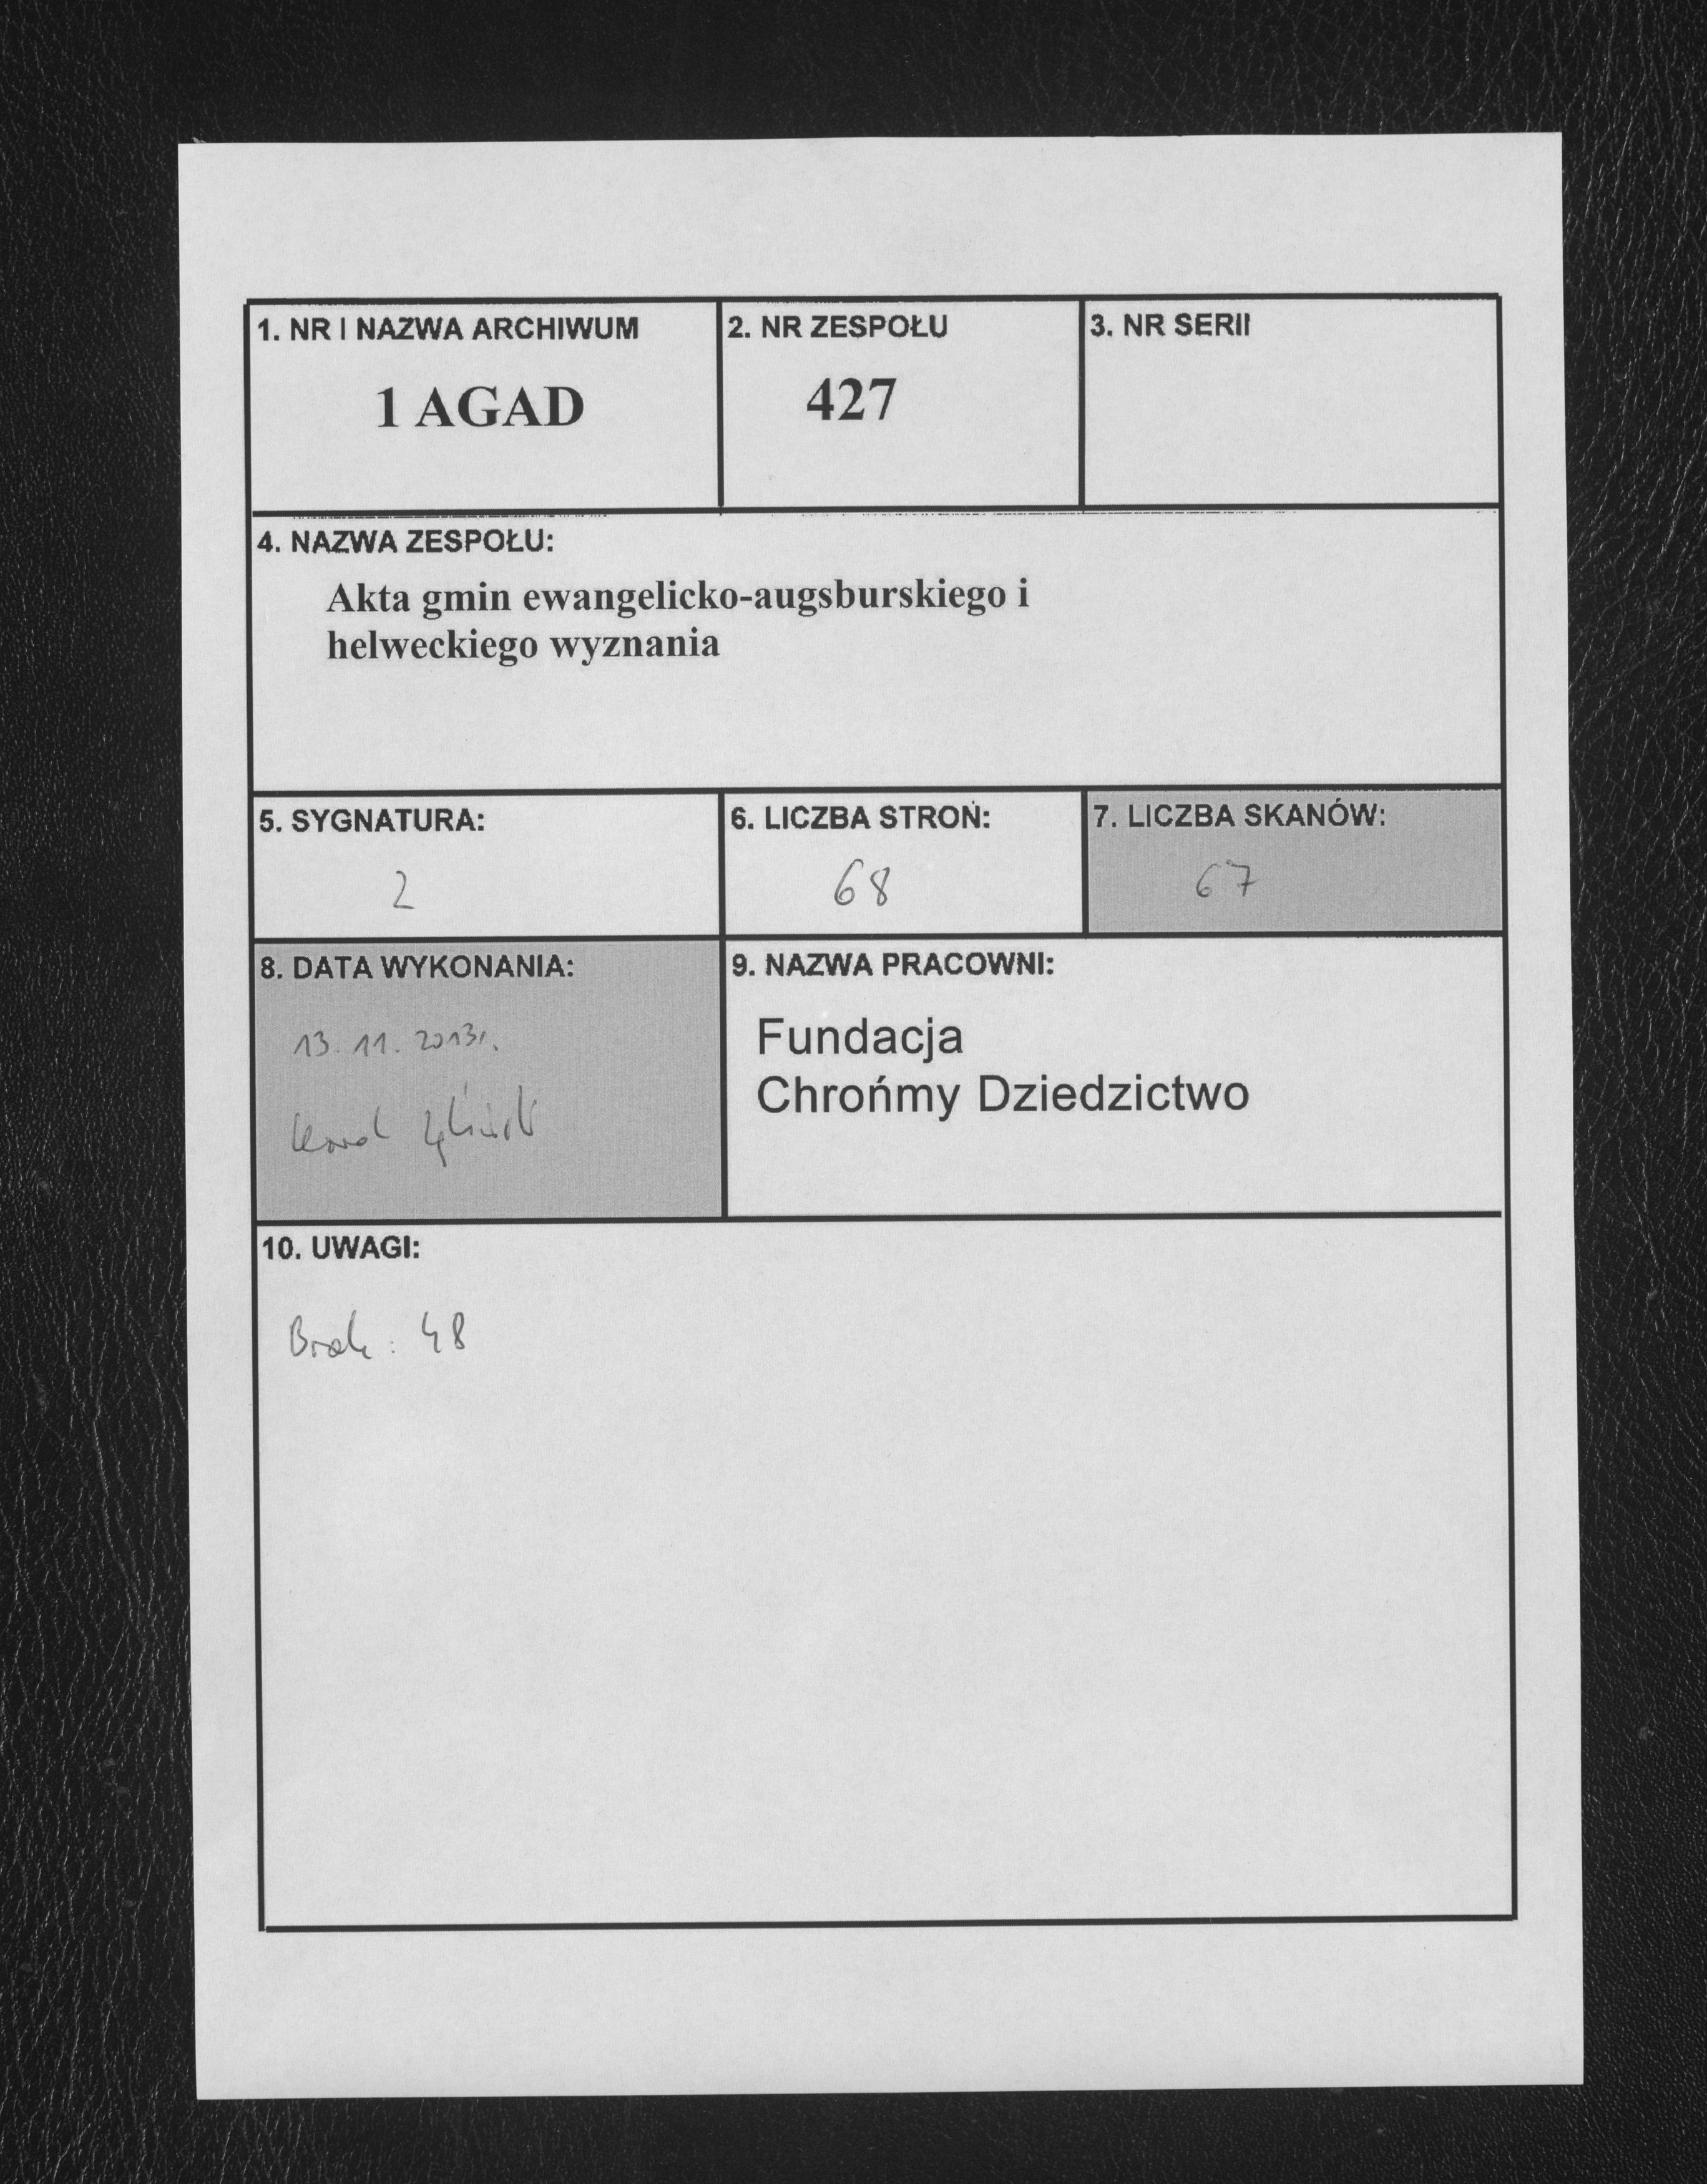 1. NR I NAZWA ARCHIWUM
1 AGAD
2. NR ZESPOŁU
427
3. NR SERII
4. NAZWA ZESPOŁU:
Akta gmin ewangelicko-augsburskiego i
helweckiego wyznania
5. SYGNATURA:
2
6. LICZBA STRON:
68
7. LICZBA SKANÓW:
67
8. DATA WYKONANIA:
13.11.2013r.
Karol
9. NAZWA PRACOWNI:
Fundacja
Chrońmy Dziedzictwo
10. UWAGI:
Brak: 48